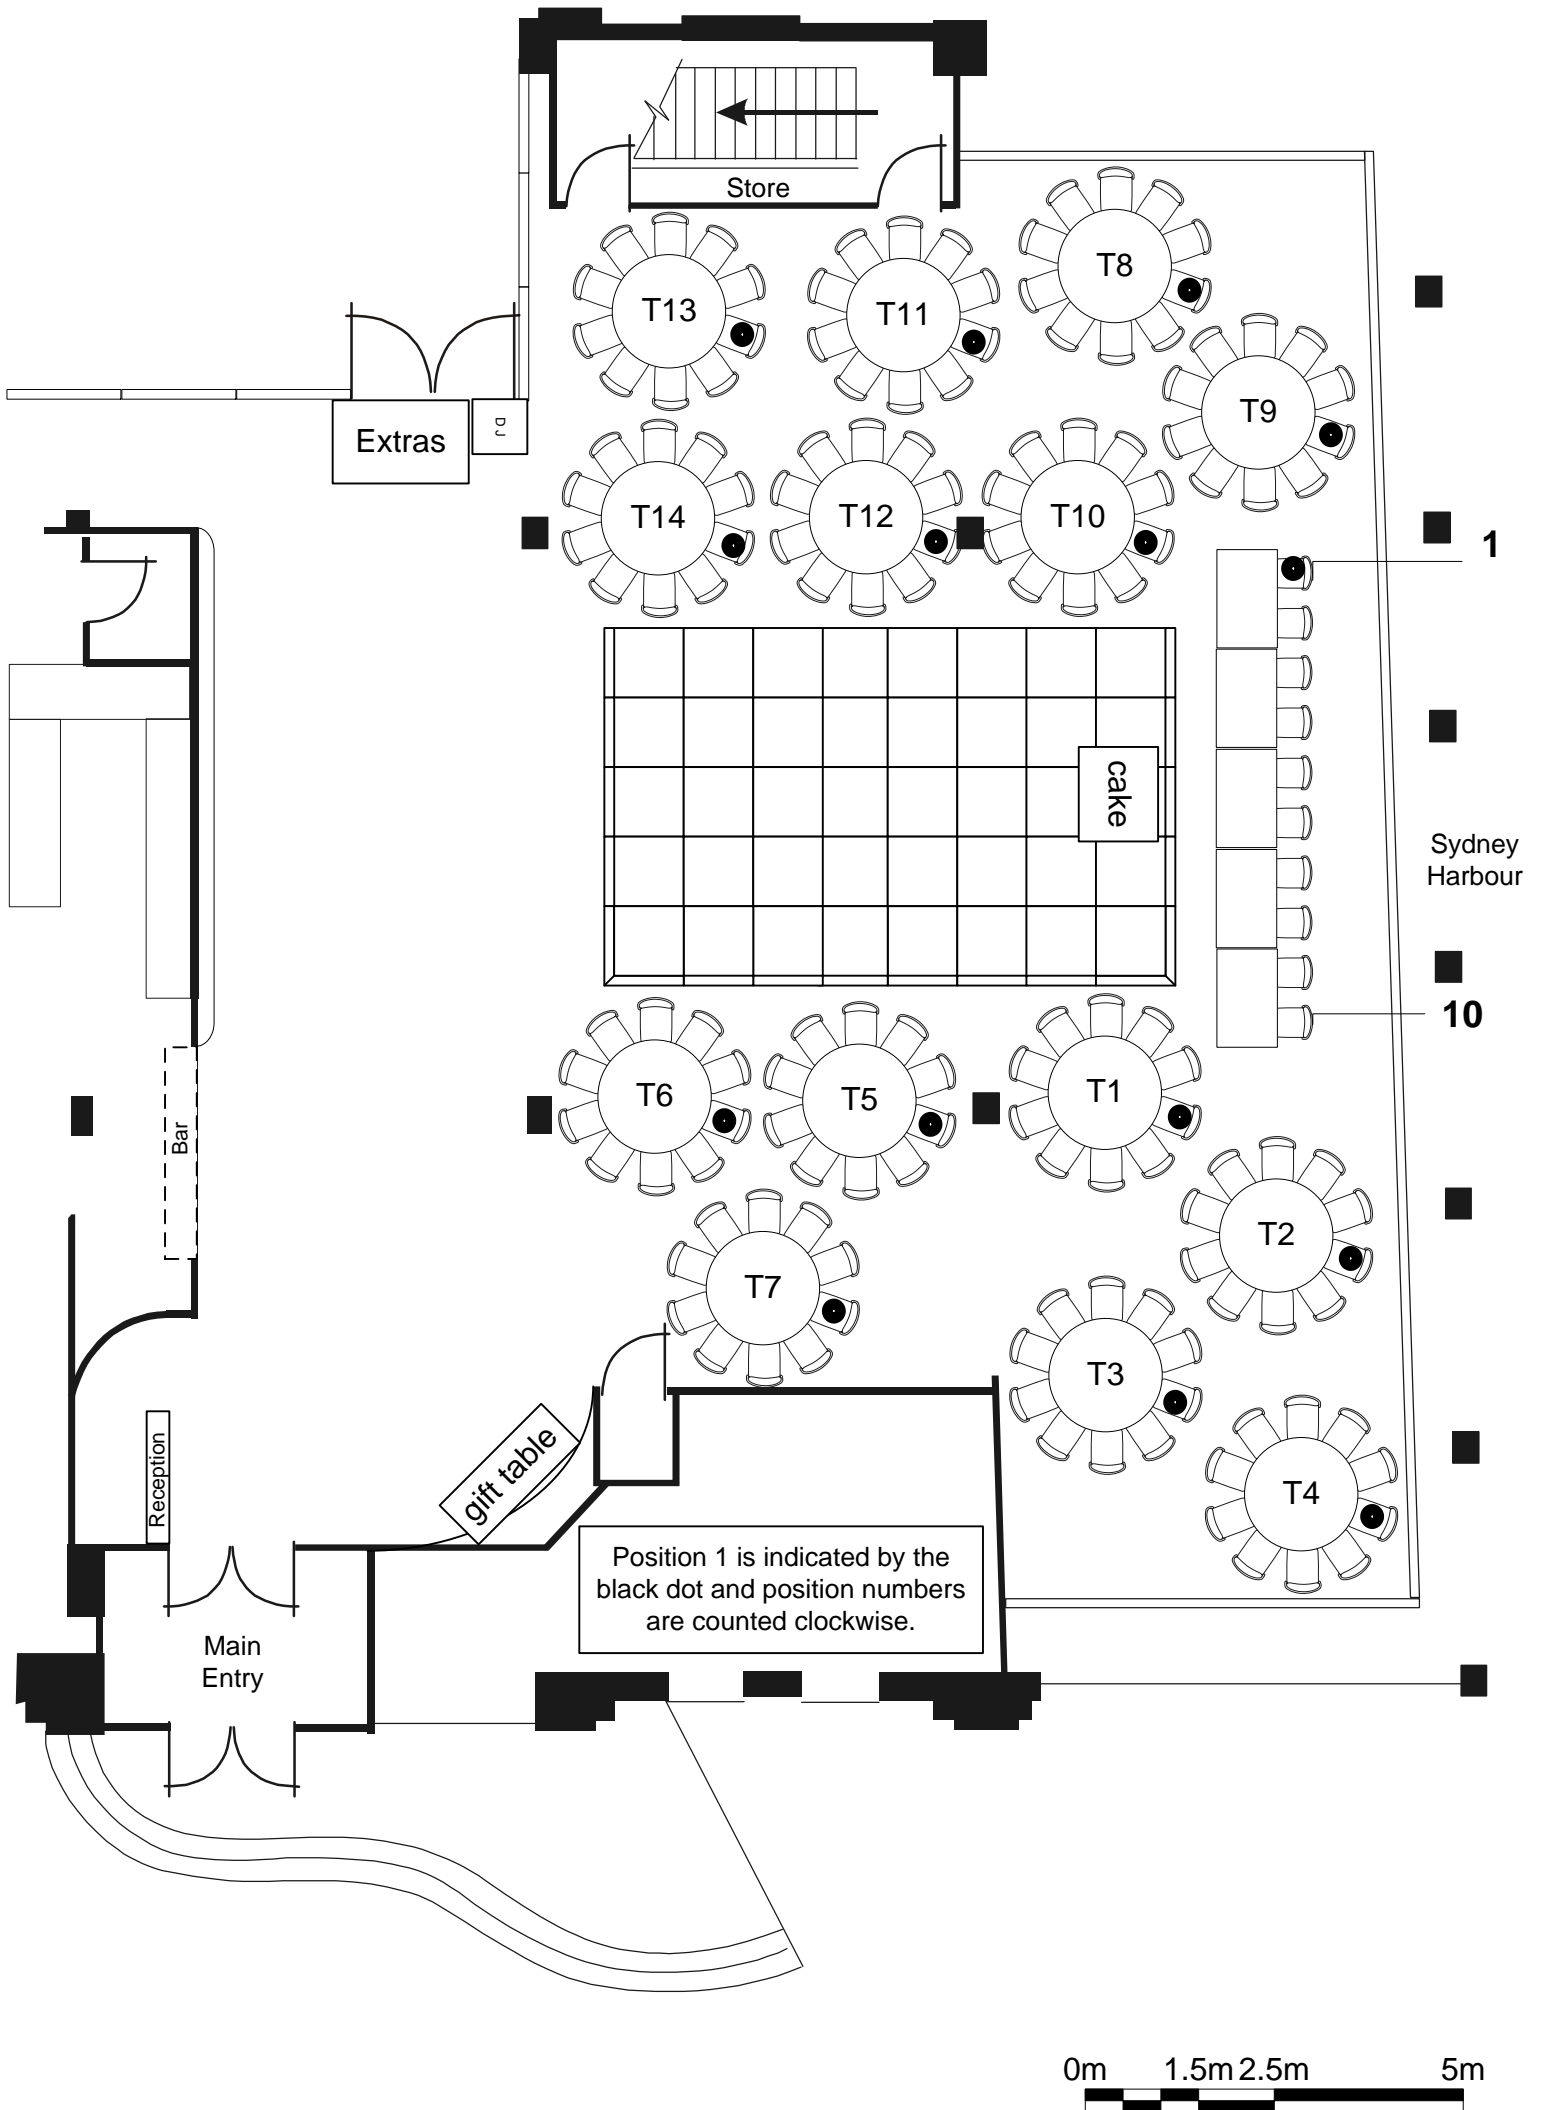 Store
T8
T13
T11
T9
Extras
DJ
T14
T12
T10
1
cake
Sydney
Harbour
10
T6
T5
T1
Bar
T2
T7
T3
gift table
Reception
T4
Position 1 is indicated by the
black dot and position numbers
are counted clockwise.
Main
Entry
0m 1.5m 2.5m 5m